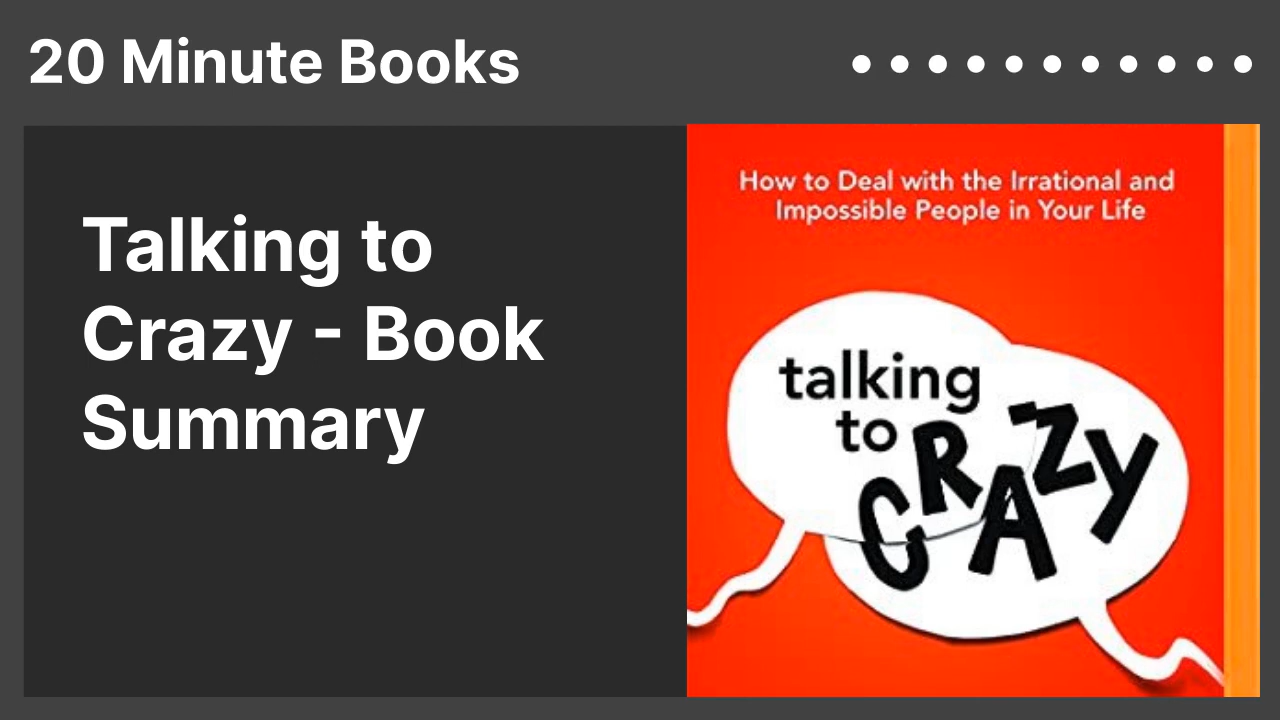 20 Minute Books
Talking to
Crazy - Book
Summary
How to Deal with the Irrational and
Impossible People in Your Life
talking
to
CRAZY